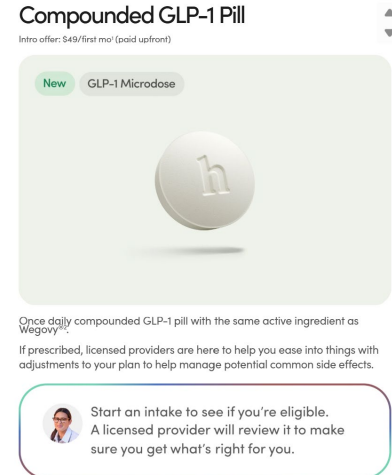 Compounded GLP-1 Pill
Intro offer: $49/first mo¹ (paid upfront)
New GLP-1 Microdose
h
Once daily compounded GLP-1 pill with the same active ingredient as
Wegovy®².
If prescribed, licensed providers are here to help you ease into things with
adjustments to your plan to help manage potential common side effects.
Start an intake to see if you're eligible.
A licensed provider will review it to make
sure you get what's right for you.